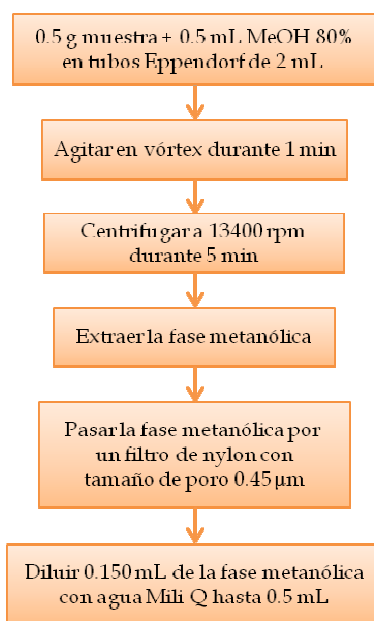 0.5 g muestra + 0.5 mL MeOH 80%
en tubos Eppendorf de 2 mL
Agitar en vórtex durante 1 min
Centrifugar a 13400 rpm
durante 5 min
Extraer la fase metanólica
Pasar la fase metanólica por
un filtro de nylon con
tamaño de poro 0.45 µm
Diluir 0.150 mL de la fase metanólica
con agua Mili Q hasta 0.5 mL